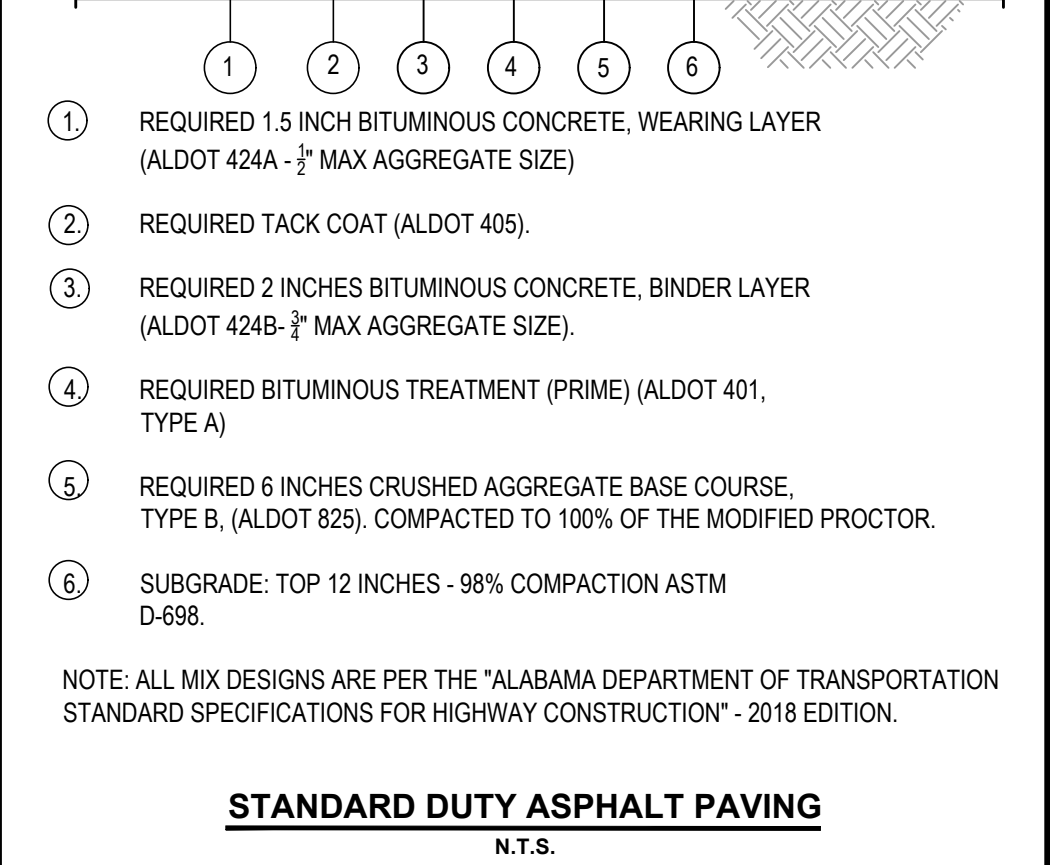 1 2 3 4 5 6
1. REQUIRED 1.5 INCH BITUMINOUS CONCRETE, WEARING LAYER
(ALDOT 424A - 1/2" MAX AGGREGATE SIZE)
2. REQUIRED TACK COAT (ALDOT 405).
3. REQUIRED 2 INCHES BITUMINOUS CONCRETE, BINDER LAYER
(ALDOT 424B- 3/4" MAX AGGREGATE SIZE).
4. REQUIRED BITUMINOUS TREATMENT (PRIME) (ALDOT 401,
TYPE A)
5. REQUIRED 6 INCHES CRUSHED AGGREGATE BASE COURSE,
TYPE B, (ALDOT 825). COMPACTED TO 100% OF THE MODIFIED PROCTOR.
6. SUBGRADE: TOP 12 INCHES - 98% COMPACTION ASTM
D-698.
NOTE: ALL MIX DESIGNS ARE PER THE "ALABAMA DEPARTMENT OF TRANSPORTATION
STANDARD SPECIFICATIONS FOR HIGHWAY CONSTRUCTION" - 2018 EDITION.
STANDARD DUTY ASPHALT PAVING
N.T.S.